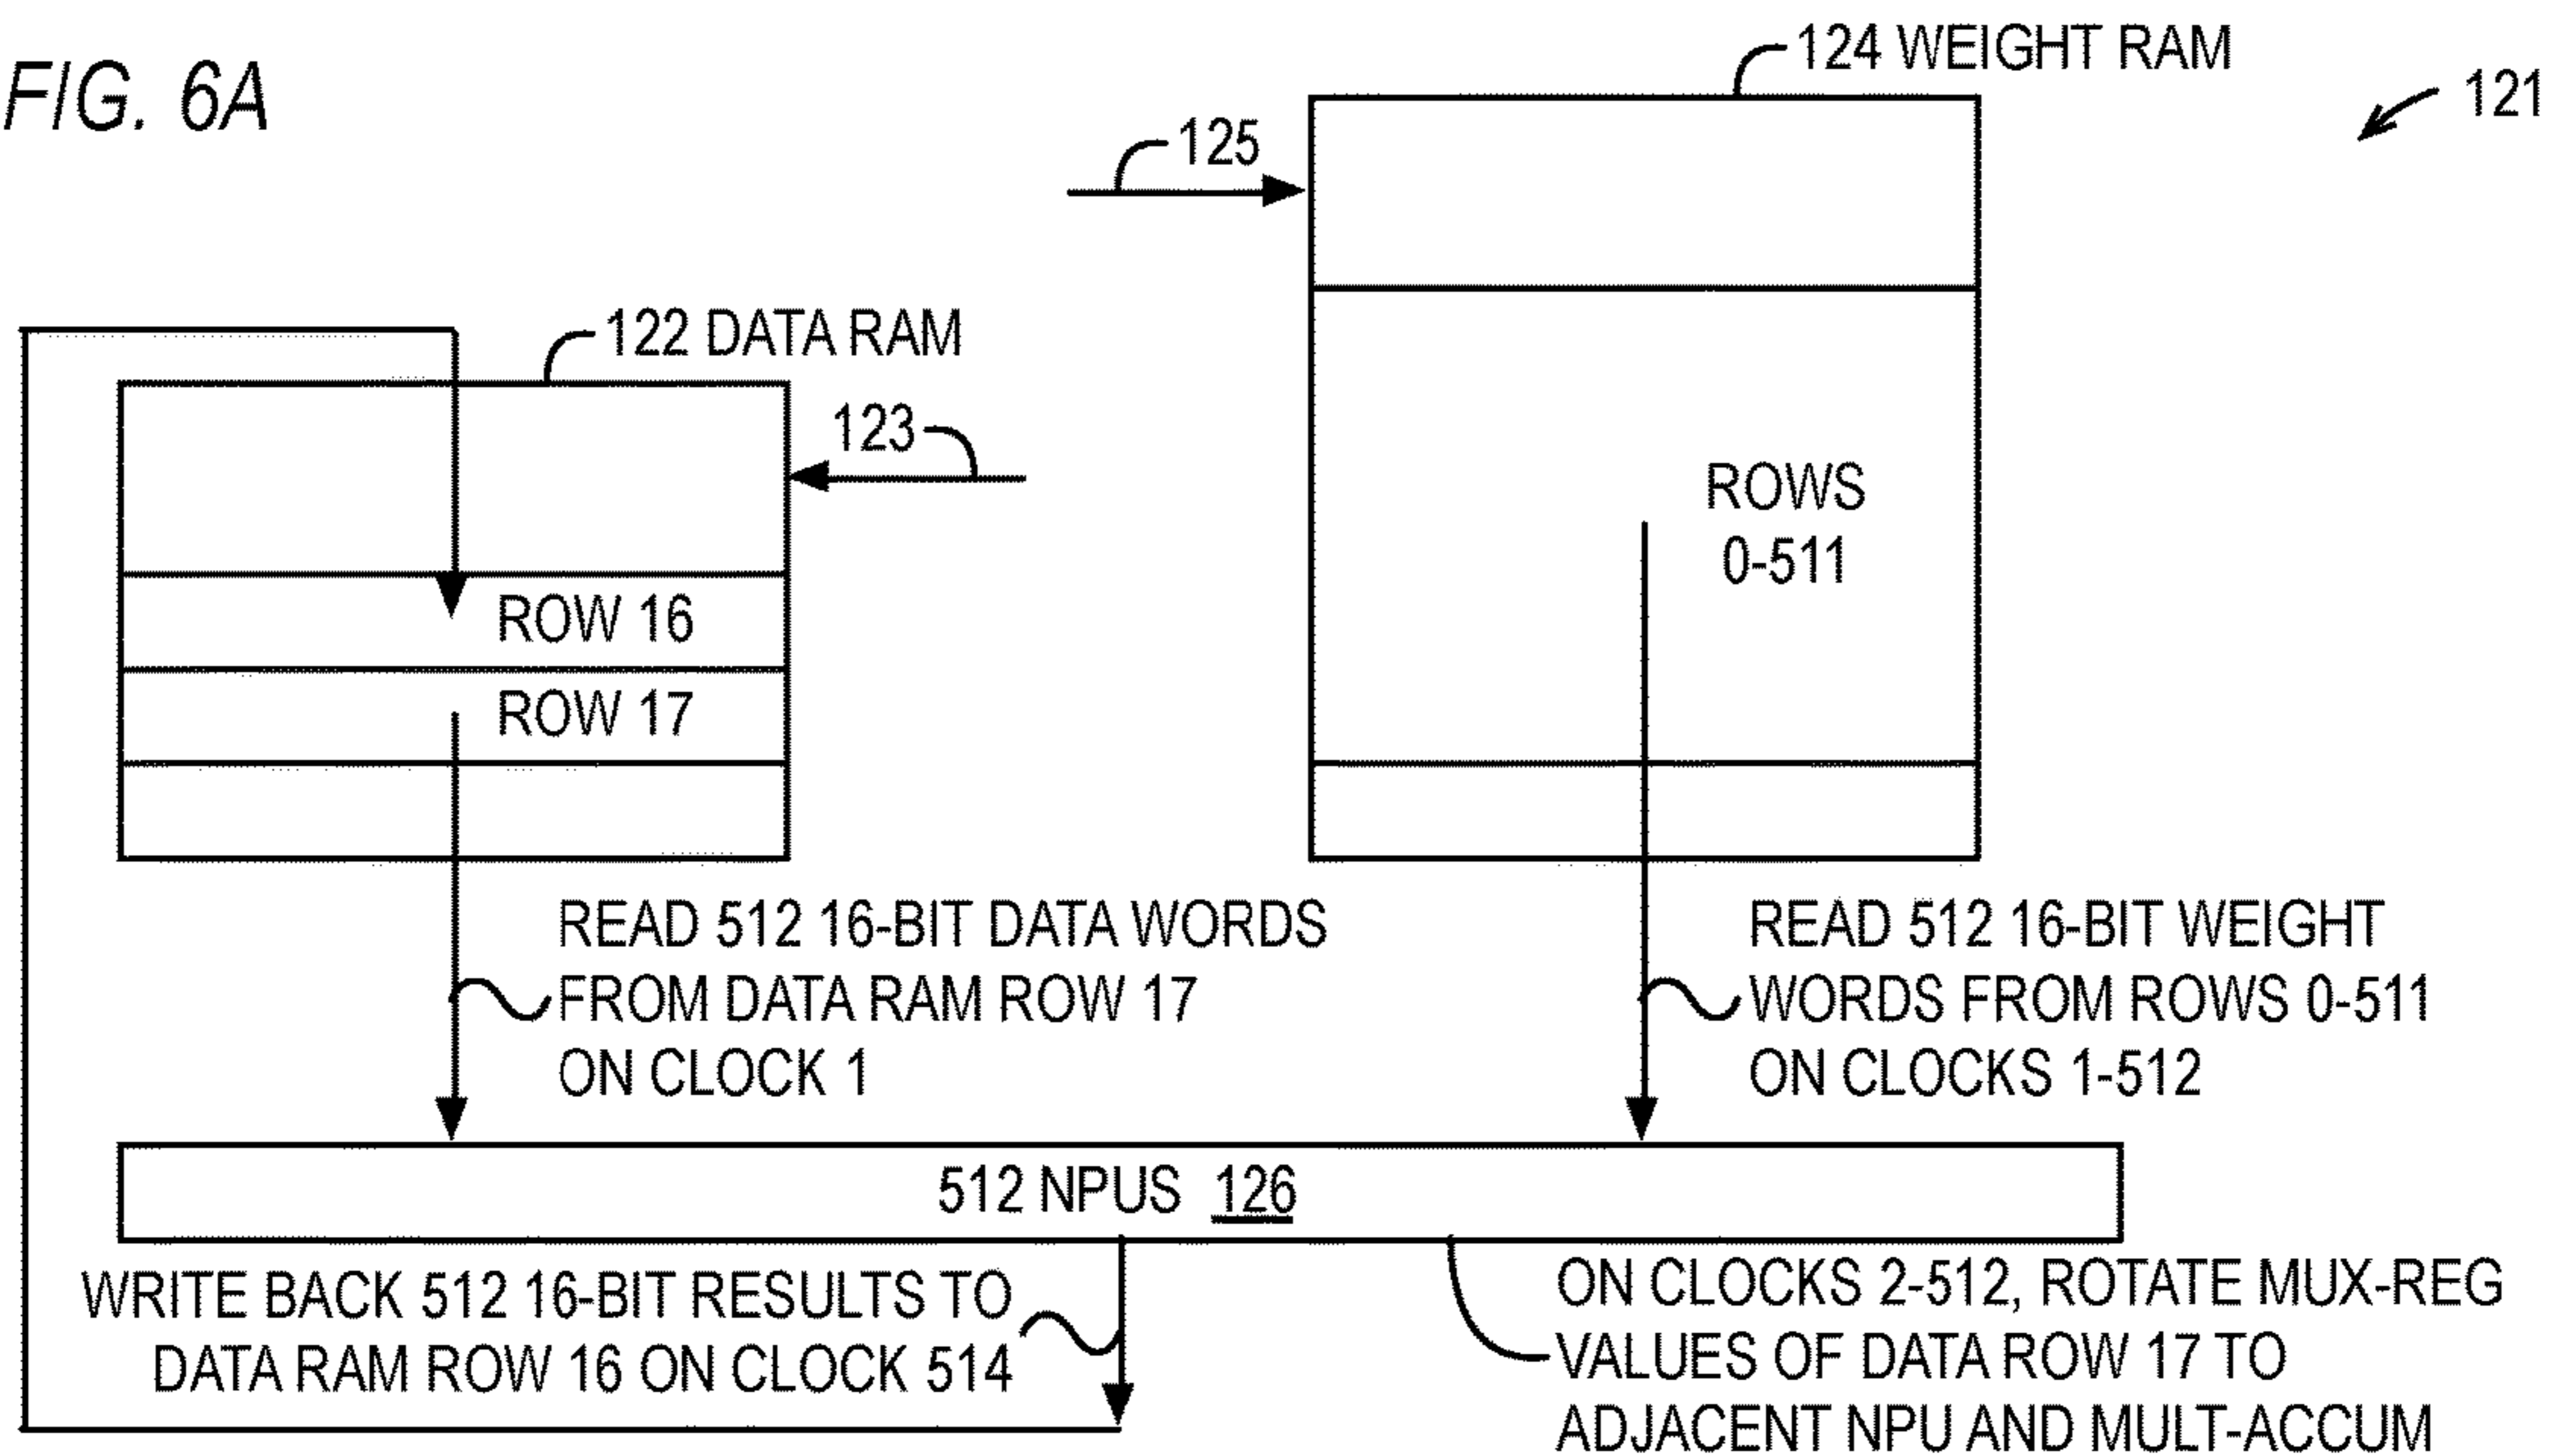 FIG. 6A
124 WEIGHT RAM
121
125
122 DATA RAM
123
ROWS
0-511
ROW 16
ROW 17
READ 512 16-BIT DATA WORDS
FROM DATA RAM ROW 17
ON CLOCK 1
READ 512 16-BIT WEIGHT
WORDS FROM ROWS 0-511
ON CLOCKS 1-512
512 NPUS 126
WRITE BACK 512 16-BIT RESULTS TO
DATA RAM ROW 16 ON CLOCK 514
ON CLOCKS 2-512, ROTATE MUX-REG
VALUES OF DATA ROW 17 TO
ADJACENT NPU AND MULT-ACCUM